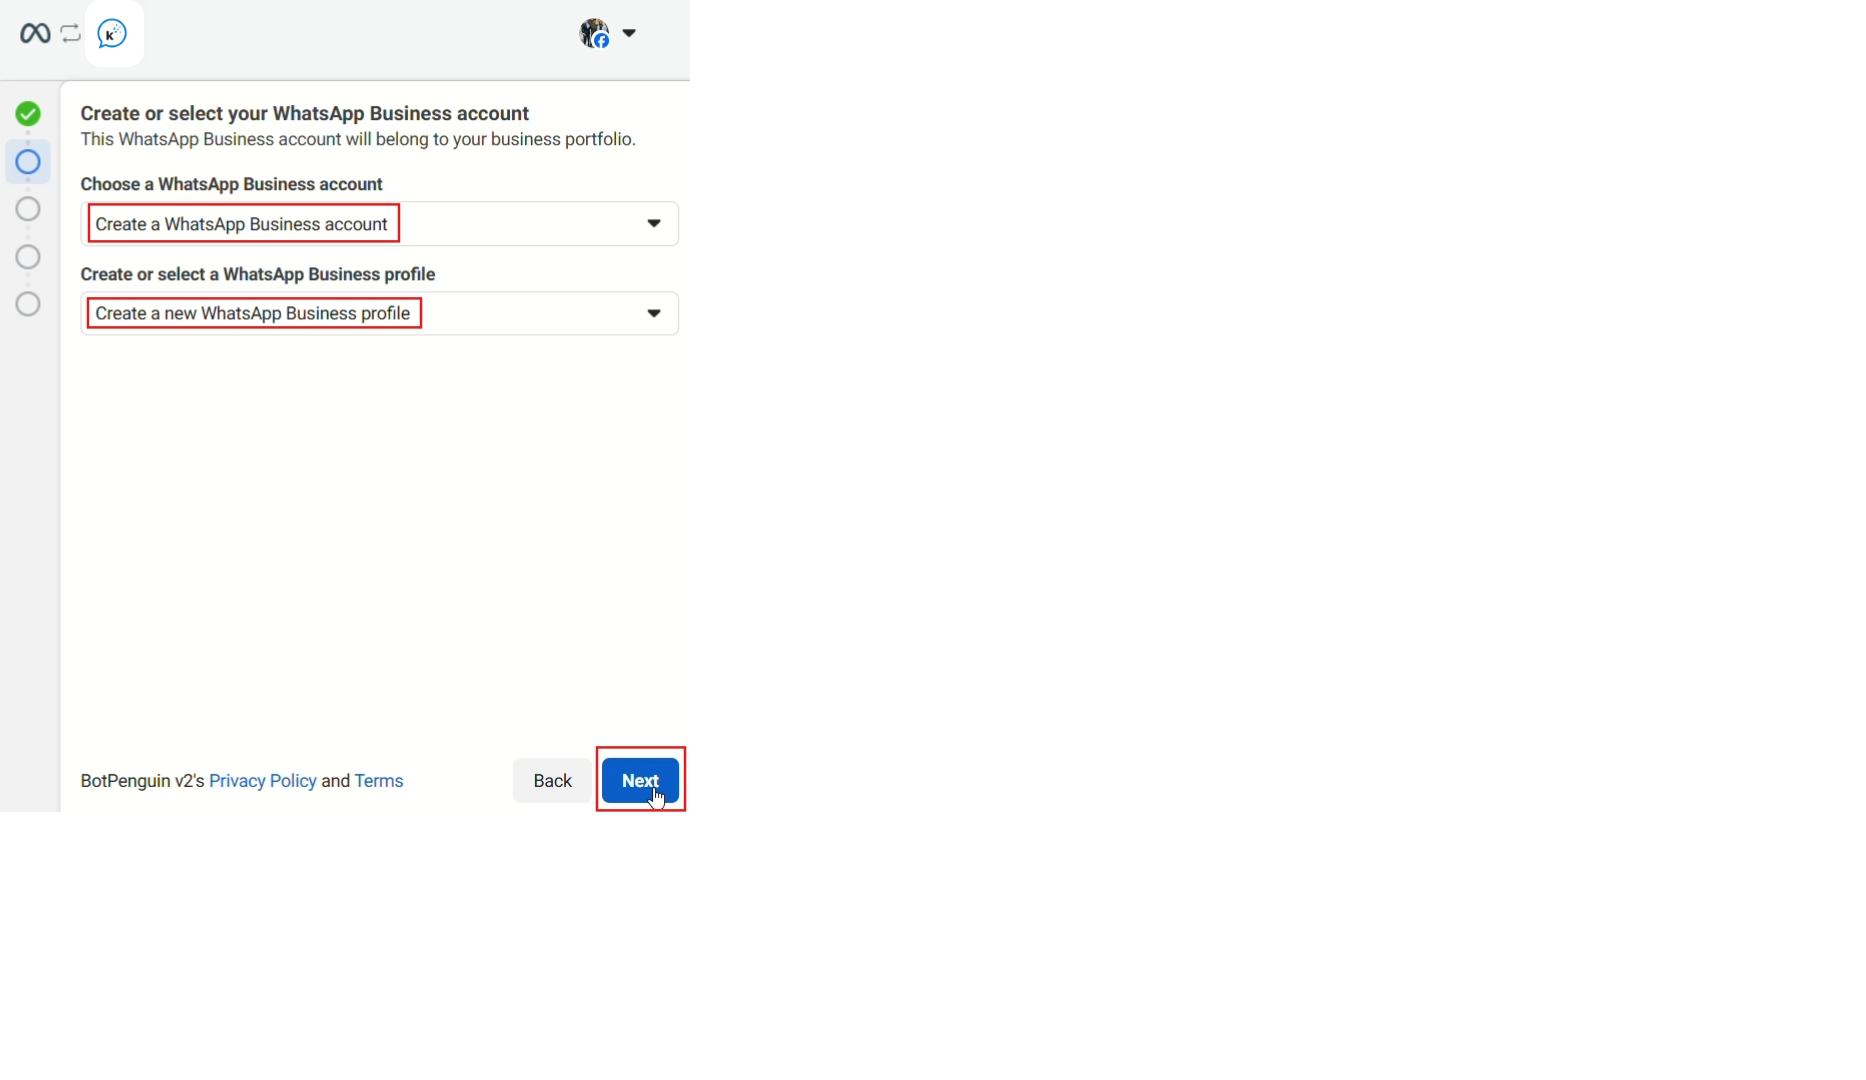 Create or select your WhatsApp Business account
This WhatsApp Business account will belong to your business portfolio.
Choose a WhatsApp Business account
Create a WhatsApp Business account
Create or select a WhatsApp Business profile
Create a new WhatsApp Business profile
BotPenguin v2's Privacy Policy and Terms
Back
Next